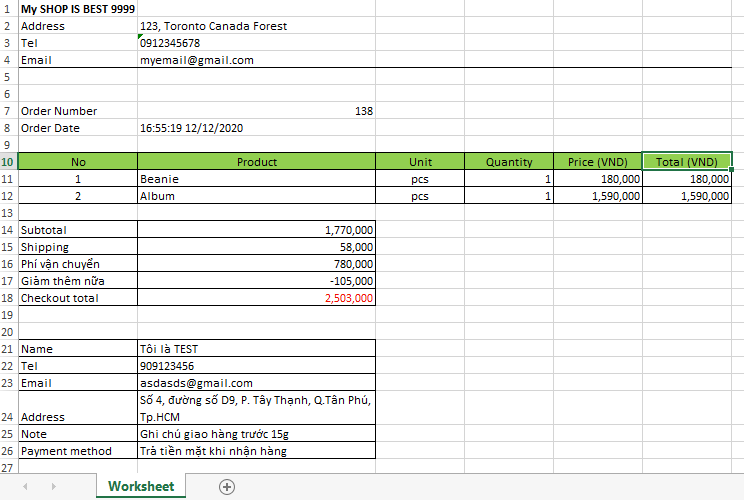 1 My SHOP IS BEST 9999
2 Address 123, Toronto Canada Forest
3 Tel 0912345678
4 Email myemail@gmail.com
5
6
7 Order Number 138
8 Order Date 16:55:19 12/12/2020
9
10 No Product Unit Quantity Price (VND) Total (VND)
11 1 Beanie pcs 1 180,000 180,000
12 2 Album pcs 1 1,590,000 1,590,000
13
14 Subtotal 1,770,000
15 Shipping 58,000
16 Phí vận chuyển 780,000
17 Giảm thêm nữa -105,000
18 Checkout total 2,503,000
19
20
21 Name Tôi là TEST
22 Tel 909123456
23 Email asdasds@gmail.com
Số 4, đường số D9, P. Tây Thạnh, Q.Tân Phú,
24 Address Tp.HCM
25 Note Ghi chú giao hàng trước 15g
26 Payment method Trả tiền mặt khi nhận hàng
27
Worksheet